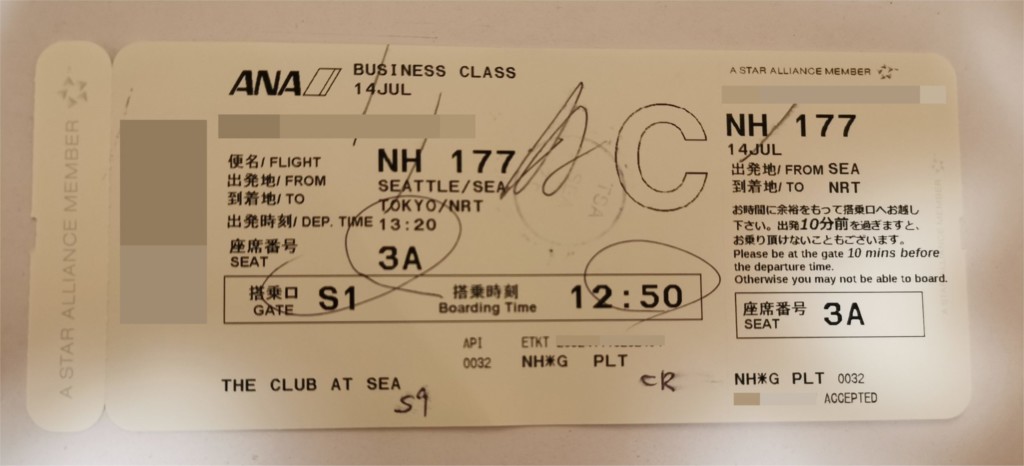 A STAR ALLIANCE MEMBER
ANA
BUSINESS CLASS
14JUL
便名/ FLIGHT NH 177
出発地/ FROM SEATTLE/SEA
到着地/ TO TOKYO/NRT
出発時刻/ DEP. TIME 13:20
座席番号
SEAT 3A
搭乗口
GATE S1
搭乗時刻
Boarding Time 12:50
API ETKT
0032 NH*G PLT
THE CLUB AT SEA
S9
CR
C
TSA
A STAR ALLIANCE MEMBER
NH 177
14JUL
出発地/ FROM SEA
到着地/ TO NRT
お時間に余裕をもって搭乗口へお越し
下さい。出発10分前を過ぎますと、
お乗り頂けないこともございます。
Please be at the gate 10 mins before
the departure time.
Otherwise you may not be able to board.
座席番号
SEAT 3A
NH*G PLT 0032
ACCEPTED